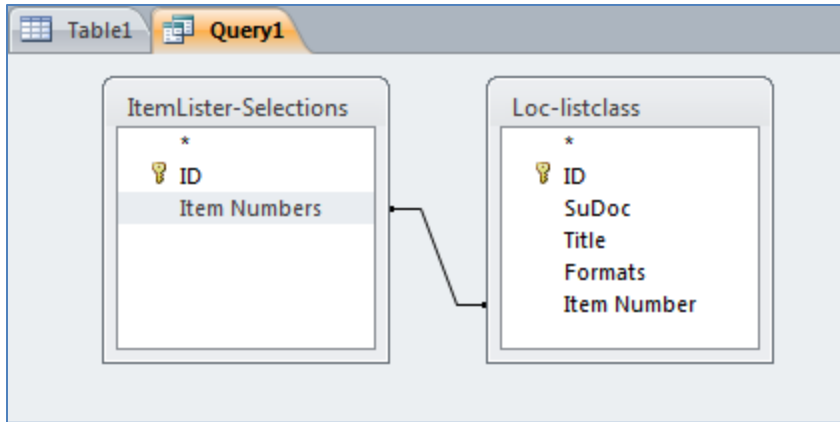 Table1 Query1
ItemLister-Selections
*
ID
Item Numbers
Loc-listclass
*
ID
SuDoc
Title
Formats
Item Number